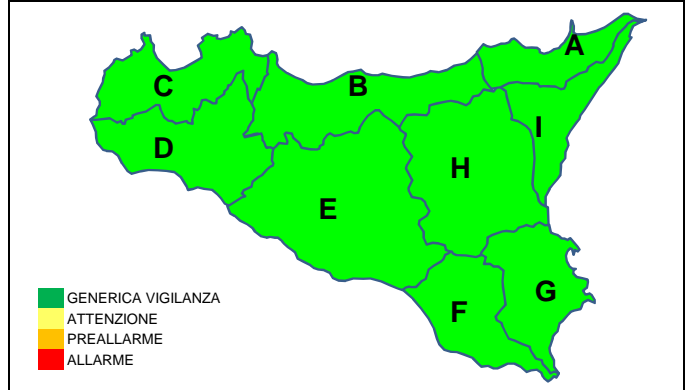 A
C
B
I
D
H
E
G
F
GENERICA VIGILANZA
ATTENZIONE
PREALLARME
ALLARME